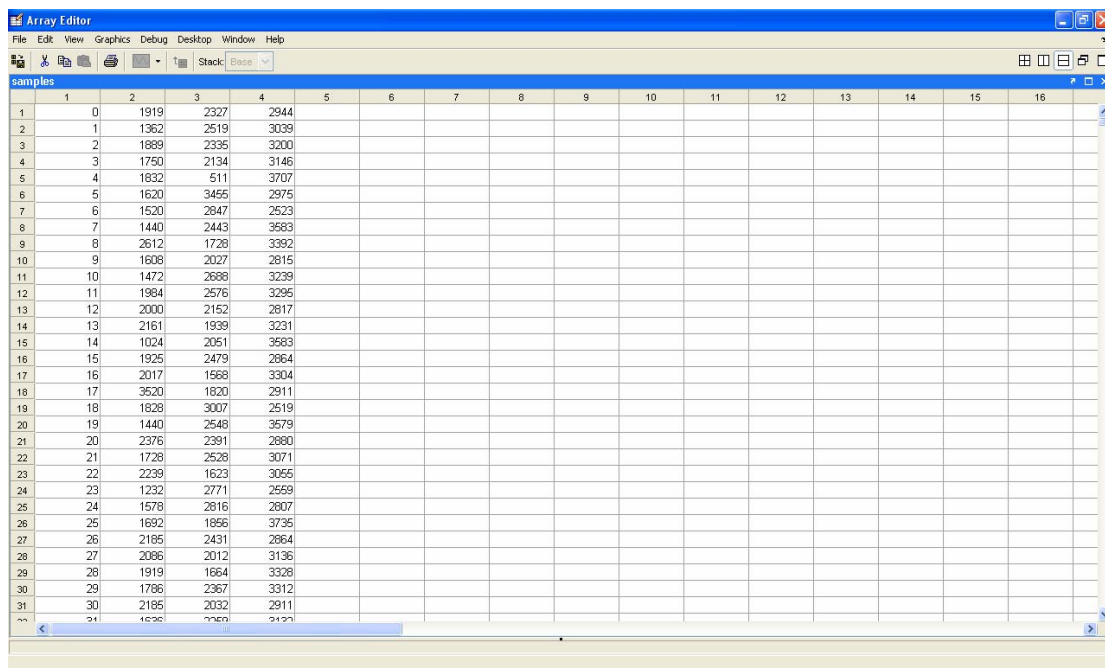 Array Editor
File Edit View Graphics Debug Desktop Window Help
Stack: Base
samples
1 2 3 4 5 6 7 8 9 10 11 12 13 14 15 16
1 0 1919 2327 2944
2 1 1362 2519 3039
3 2 1889 2335 3200
4 3 1750 2134 3146
5 4 1832 511 3707
6 5 1620 3455 2975
7 6 1520 2847 2523
8 7 1440 2443 3583
9 8 2612 1728 3392
10 9 1608 2027 2815
11 10 1472 2688 3239
12 11 1984 2576 3295
13 12 2000 2152 2817
14 13 2161 1939 3231
15 14 1024 2051 3583
16 15 1925 2479 2864
17 16 2017 1568 3304
18 17 3520 1820 2911
19 18 1828 3007 2519
20 19 1440 2548 3579
21 20 2376 2391 2880
22 21 1728 2528 3071
23 22 2239 1623 3055
24 23 1232 2771 2559
25 24 1578 2816 2807
26 25 1692 1856 3735
27 26 2185 2431 2864
28 27 2086 2012 3136
29 28 1919 1664 3328
30 29 1786 2367 3312
31 30 2185 2032 2911